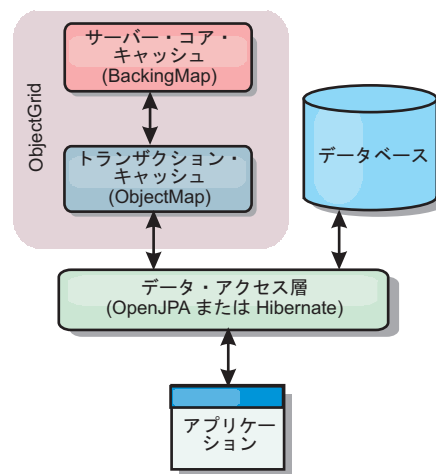 ObjectGrid
サーバー・コア・
キャッシュ
(BackingMap)
トランザクション・
キャッシュ
(ObjectMap)
データベース
データ・アクセス層
(OpenJPA または Hibernate)
アプリケー
ション